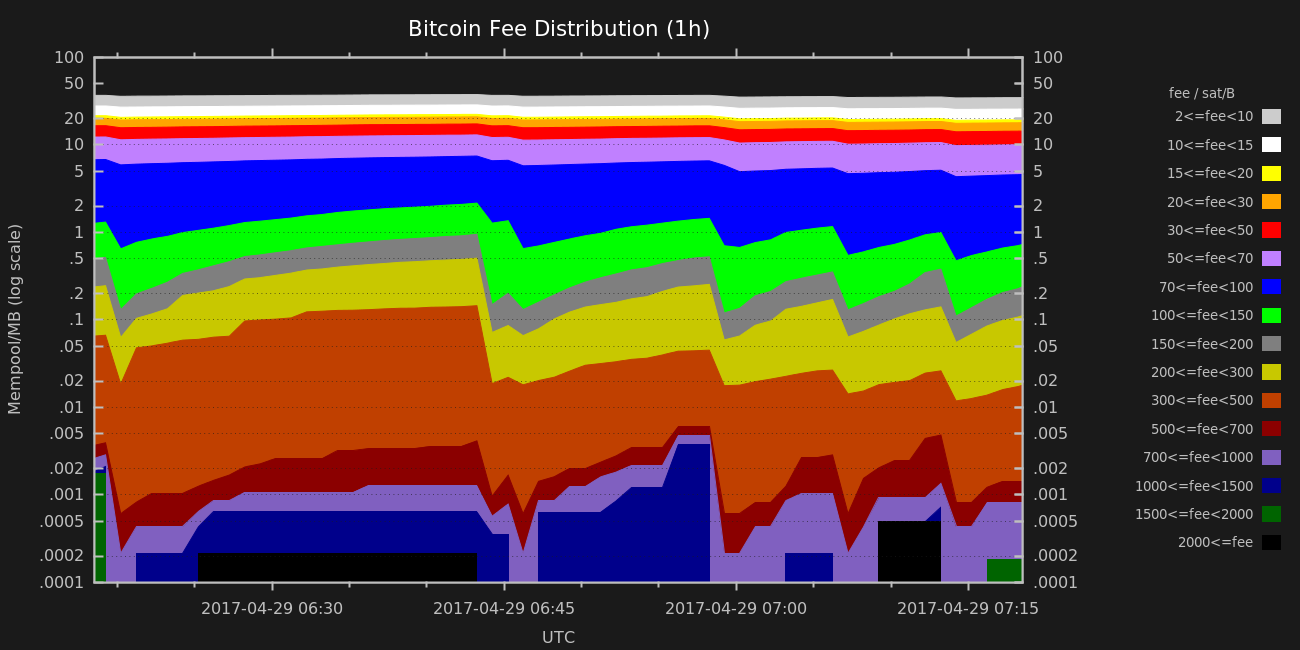 Bitcoin Fee Distribution (1h)
100 100
50 50
20 20
10 10
5 5
2 2
1 1
.5 .5
.2 .2
.1 .1
.05 .05
.02 .02
.01 .01
.005 .005
.002 .002
.001 .001
.0005 .0005
.0002 .0002
.0001 .0001
Mempool/MB (log scale)
2017-04-29 06:30 2017-04-29 06:45 2017-04-29 07:00 2017-04-29 07:15
UTC
fee / sat/B
2<=fee<10
10<=fee<15
15<=fee<20
20<=fee<30
30<=fee<50
50<=fee<70
70<=fee<100
100<=fee<150
150<=fee<200
200<=fee<300
300<=fee<500
500<=fee<700
700<=fee<1000
1000<=fee<1500
1500<=fee<2000
2000<=fee